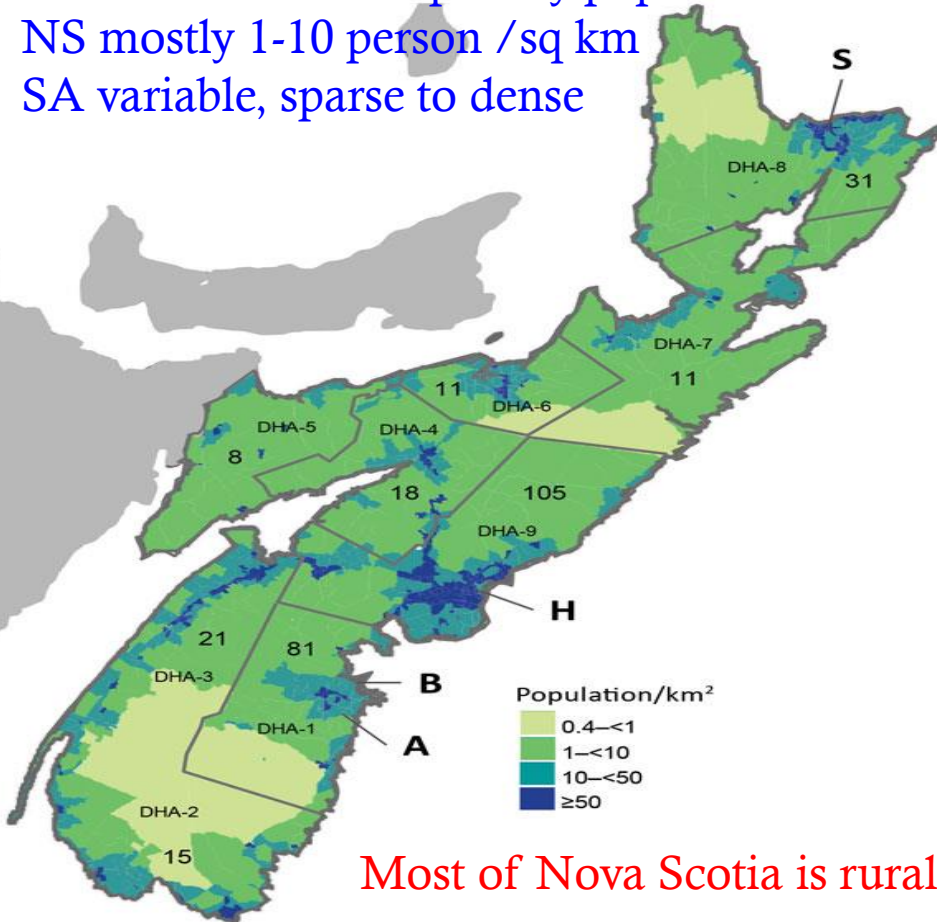 NS mostly 1-10 person /sq km
SA variable, sparse to dense
S
DHA-8
31
DHA-7
11
11
DHA-6
DHA-5
DHA-4
8
18
105
DHA-9
H
21
81
DHA-3
B
DHA-1
A
Population/km²
0.4–<1
1–<10
10–<50
≥50
DHA-2
15
Most of Nova Scotia is rural